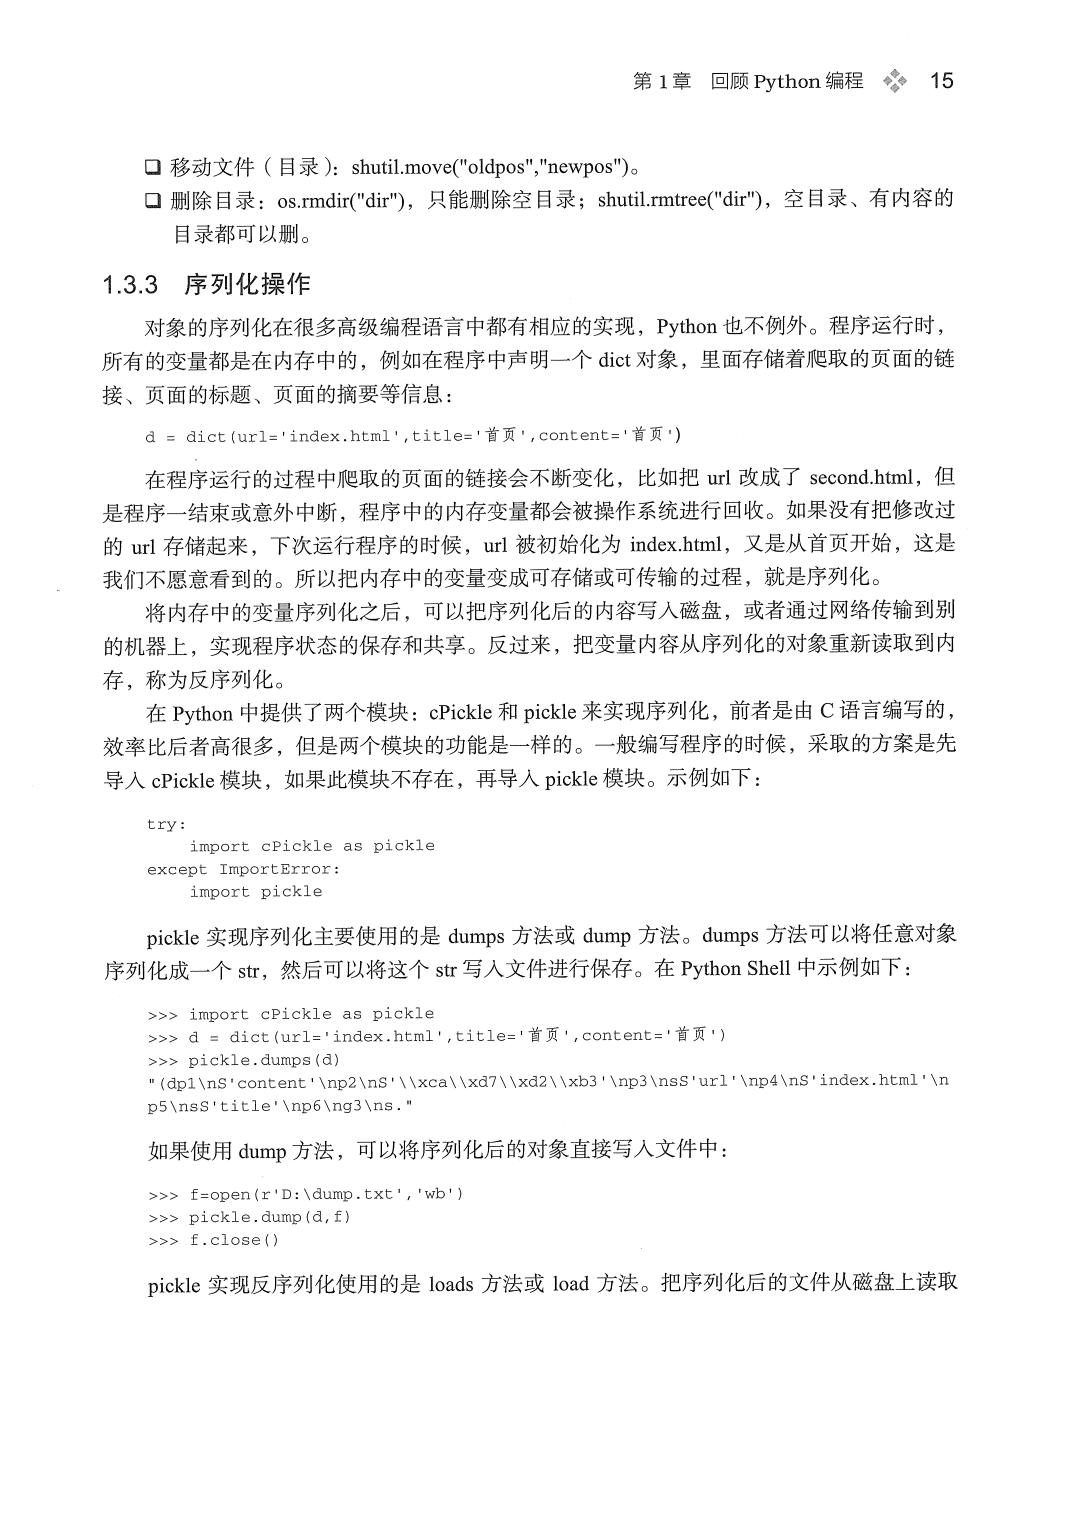 第1章 回顾Python编程 15
❑ 移动文件（目录）：shutil.move("oldpos","newpos")。
❑ 删除目录：os.rmdir("dir")，只能删除空目录；shutil.rmtree("dir")，空目录、有内容的
目录都可以删。
1.3.3 序列化操作
对象的序列化在很多高级编程语言中都有相应的实现，Python 也不例外。程序运行时，
所有的变量都是在内存中的，例如在程序中声明一个 dict 对象，里面存储着爬取的页面的链
接、页面的标题、页面的摘要等信息：
d = dict(url='index.html',title='首页',content='首页')
在程序运行的过程中爬取的页面的链接会不断变化，比如把 url 改成了 second.html，但
是程序一结束或意外中断，程序中的内存变量都会被操作系统进行回收。如果没有把修改过
的 url 存储起来，下次运行程序的时候，url 被初始化为 index.html，又是从首页开始，这是
我们不愿意看到的。所以把内存中的变量变成可存储或可传输的过程，就是序列化。
将内存中的变量序列化之后，可以把序列化后的内容写入磁盘，或者通过网络传输到别
的机器上，实现程序状态的保存和共享。反过来，把变量内容从序列化的对象重新读取到内
存，称为反序列化。
在 Python 中提供了两个模块：cPickle 和 pickle 来实现序列化，前者是由 C 语言编写的，
效率比后者高很多，但是两个模块的功能是一样的。一般编写程序的时候，采取的方案是先
导入 cPickle 模块，如果此模块不存在，再导入 pickle 模块。示例如下：
try:
    import cPickle as pickle
except ImportError:
    import pickle
pickle 实现序列化主要使用的是 dumps 方法或 dump 方法。dumps 方法可以将任意对象
序列化成一个 str，然后可以将这个 str 写入文件进行保存。在 Python Shell 中示例如下：
>>> import cPickle as pickle
>>> d = dict(url='index.html',title='首页',content='首页')
>>> pickle.dumps(d)
"(dp1\nS'content'\np2\nS'\\xca\\xd7\\xd2\\xb3'\np3\nsS'url'\np4\nS'index.html'\n
p5\nsS'title'\np6\ng3\ns."
如果使用 dump 方法，可以将序列化后的对象直接写入文件中：
>>> f=open(r'D:\dump.txt','wb')
>>> pickle.dump(d,f)
>>> f.close()
pickle 实现反序列化使用的是 loads 方法或 load 方法。把序列化后的文件从磁盘上读取